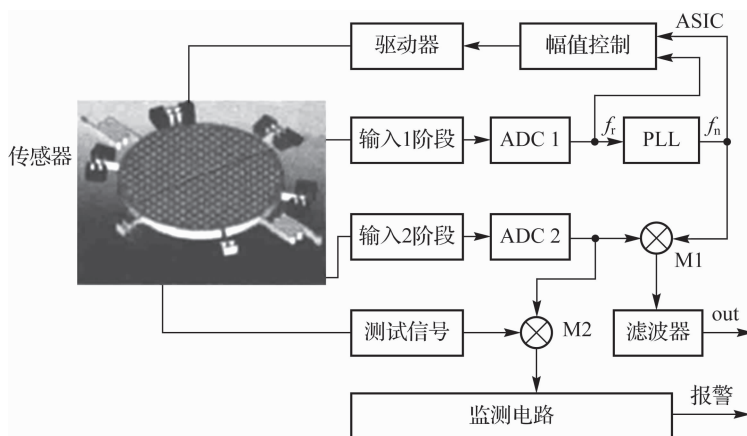 ASIC
驱动器
幅值控制
传感器
输入1阶段
ADC 1
fr
PLL
fn
输入2阶段
ADC 2
M1
测试信号
M2
滤波器
out
监测电路
报警